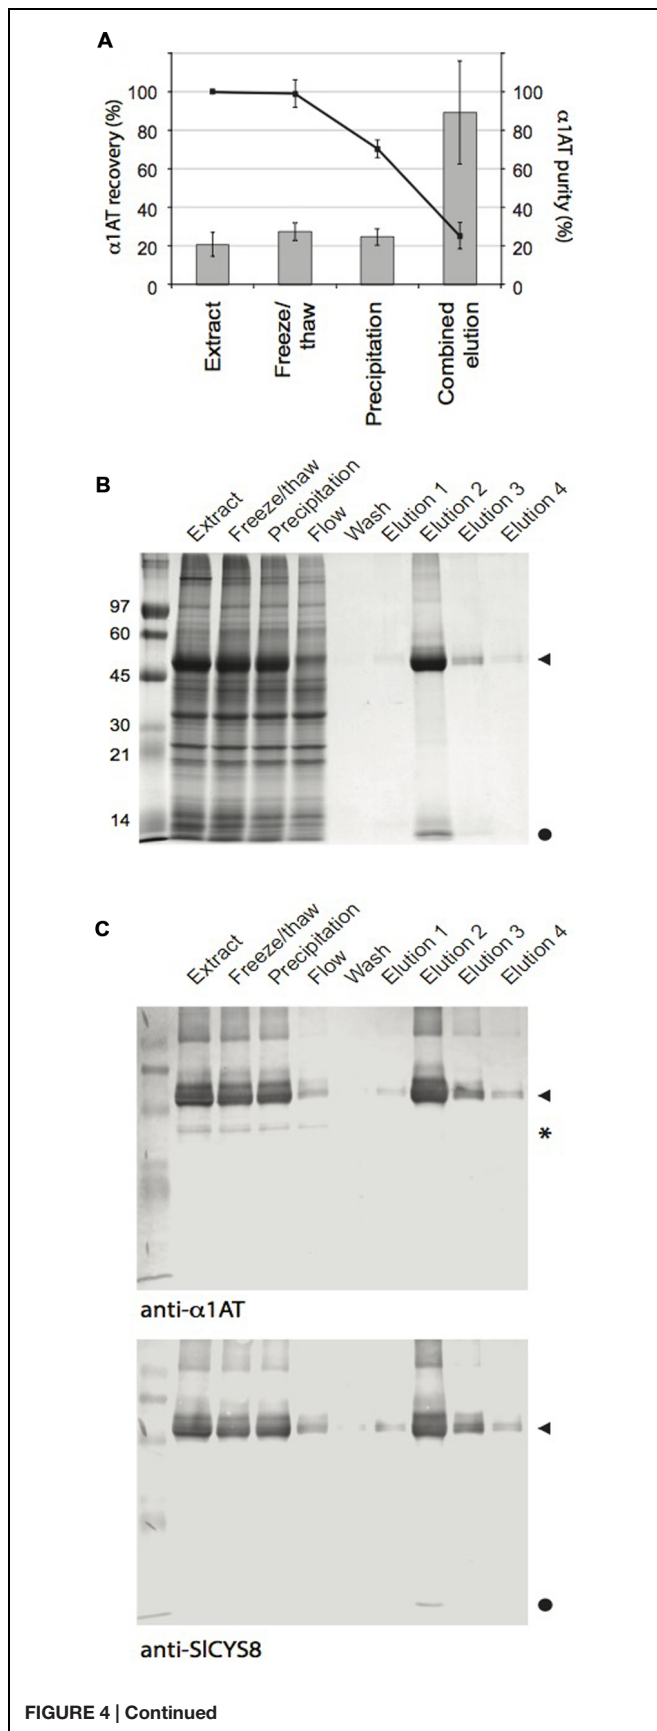 A
α1AT recovery (%)
100
80
60
40
20
0
100
80
60
40
20
0
α1AT purity (%)
Extract
Freeze/
thaw
Precipitation
Combined
elution
B
Extract
Freeze/thaw
Precipitation
Flow
Wash
Elution 1
Elution 2
Elution 3
Elution 4
97
60
45
30
21
14
C
Extract
Freeze/thaw
Precipitation
Flow
Wash
Elution 1
Elution 2
Elution 3
Elution 4
*
anti-α1AT
anti-SlCYS8
FIGURE 4 | Continued